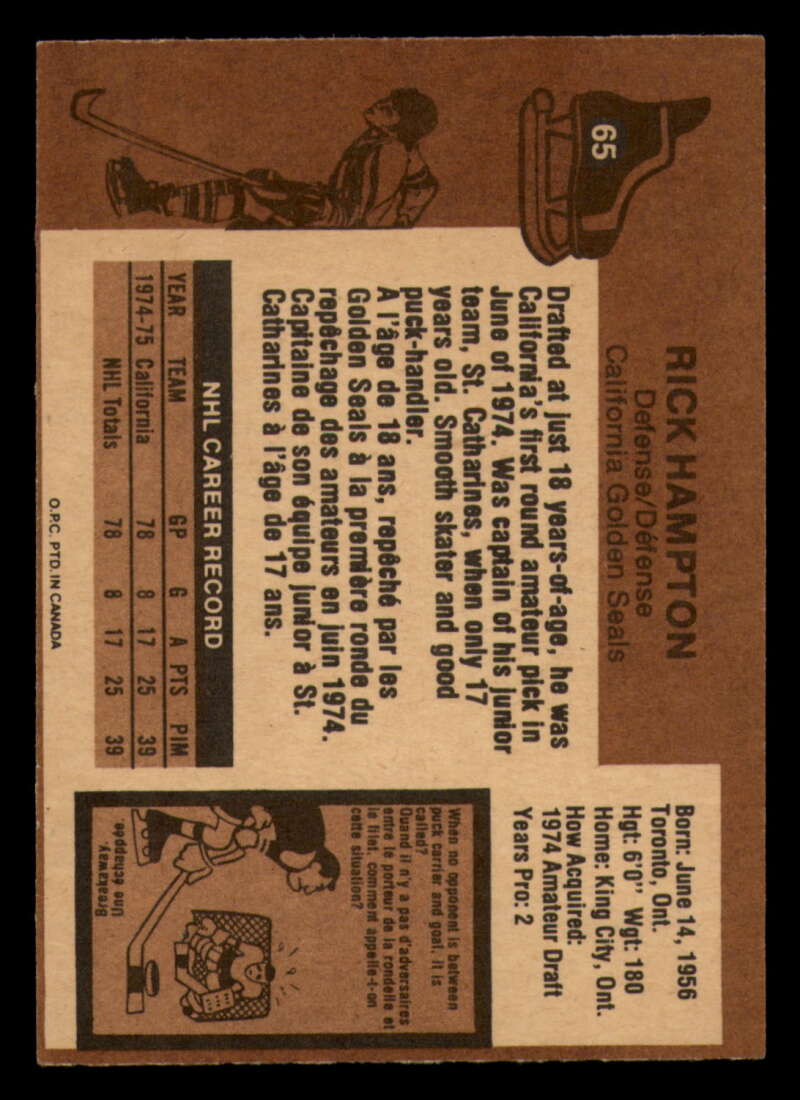 65
RICK HAMPTON
Defense/Défense
California Golden Seals
Born: June 14, 1956
Toronto, Ont.
Hgt: 6'0" Wgt: 180
Home: King City, Ont.
How Acquired:
1974 Amateur Draft
Years Pro: 2
Drafted at just 18 years-of-age, he was
California's first round amateur pick in
June of 1974. Was captain of his junior
team, St. Catharines, when only 17
years old. Smooth skater and good
puck-handler.
A l'âge de 18 ans, repêché par les
Golden Seals à la première ronde du
repêchage des amateurs en juin 1974.
Capitaine de son équipe junior à St.
Catharines à l'âge de 17 ans.
NHL CAREER RECORD
YEAR TEAM GP G A PTS PIM
1974-75 California 78 8 17 25 39
NHL Totals 78 8 17 25 39
When no opponent is between
puck carrier and goal, it is
called?
Quand il n'y a pas d'adversaires
entre le porteur de la rondelle et
le filet, comment appelle-t-on
cette situation?
Breakaway.
Une échappée.
O.P.C. PTD. IN CANADA